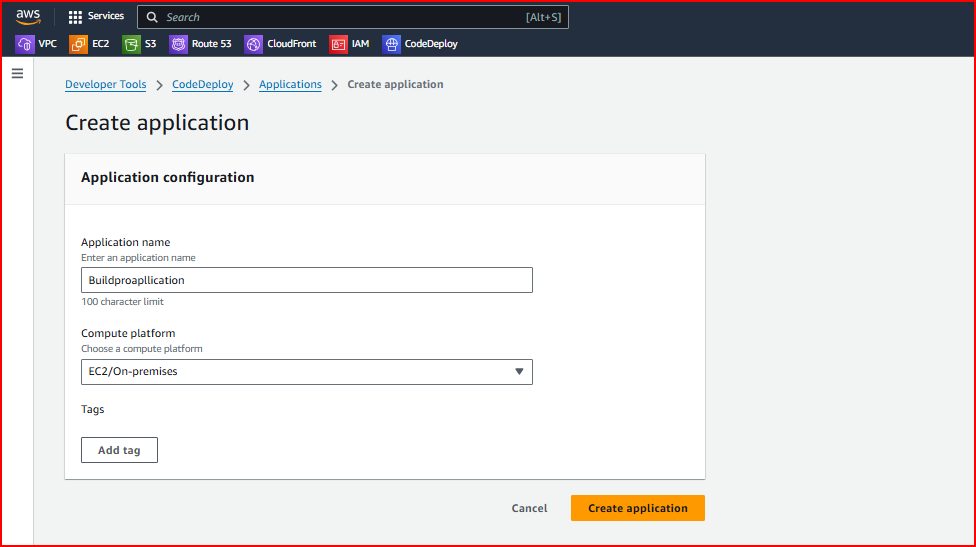 aws Services Search [Alt+S]
VPC EC2 S3 Route 53 CloudFront IAM CodeDeploy
Developer Tools > CodeDeploy > Applications > Create application
Create application
Application configuration
Application name
Enter an application name
Buildproapllication
100 character limit
Compute platform
Choose a compute platform
EC2/On-premises
Tags
Add tag
Cancel Create application